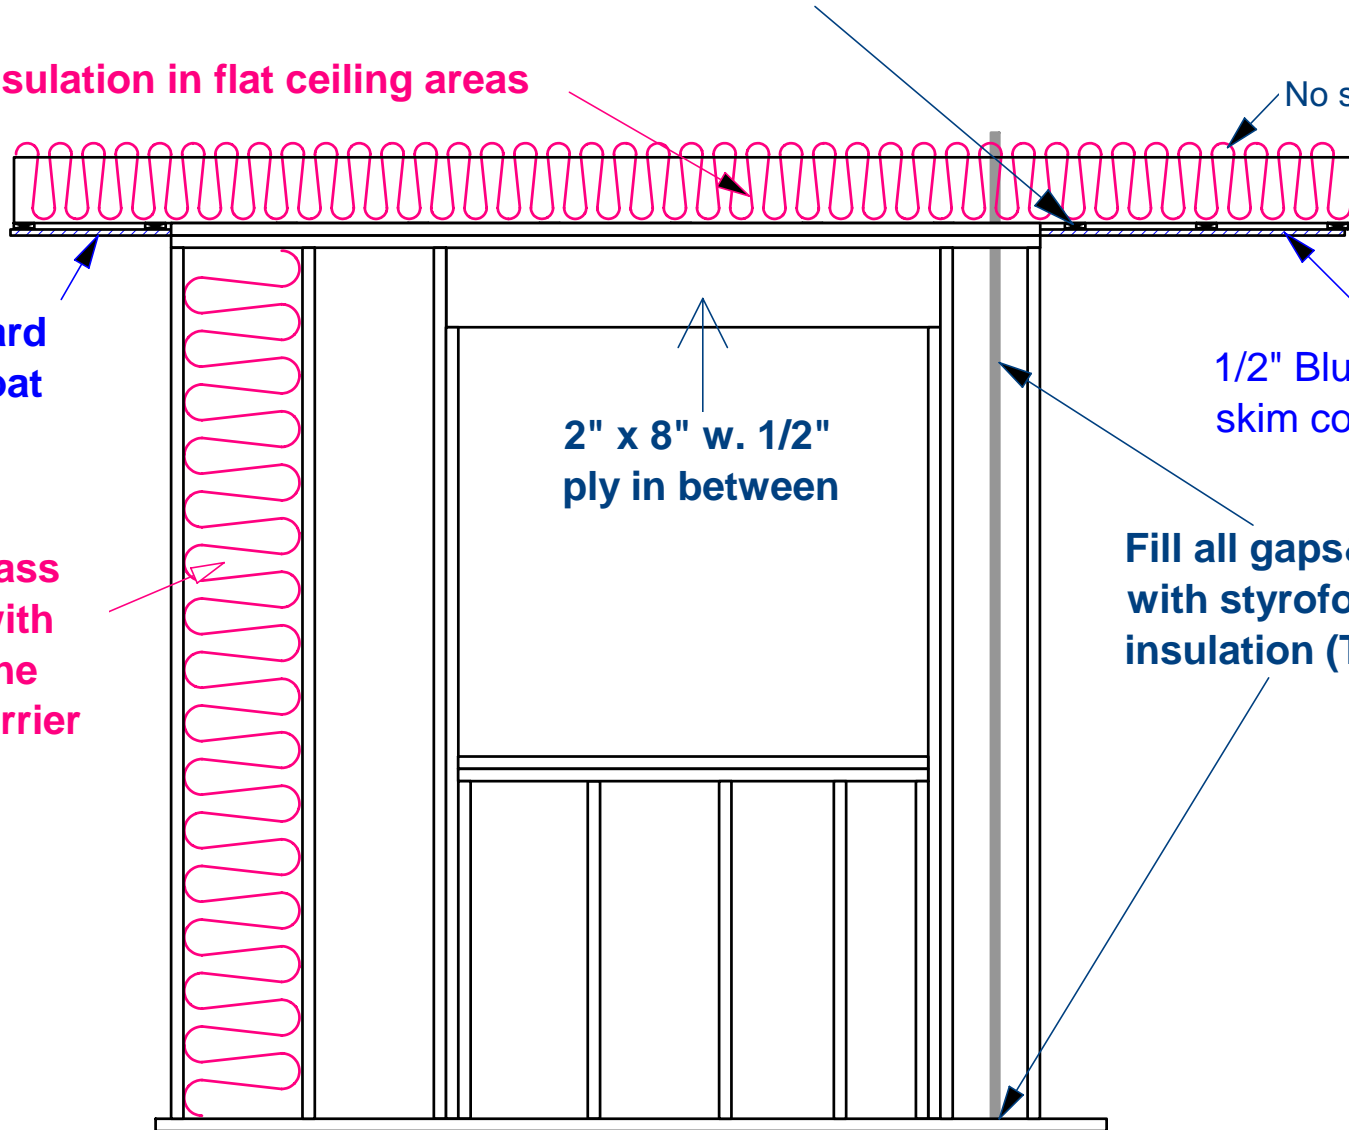 sulation in flat ceiling areas
No s
ard
oat
1/2" Blu
skim co
2" x 8" w. 1/2"
ply in between
ass
with
ne
rrier
Fill all gaps&
with styrofo
insulation (T